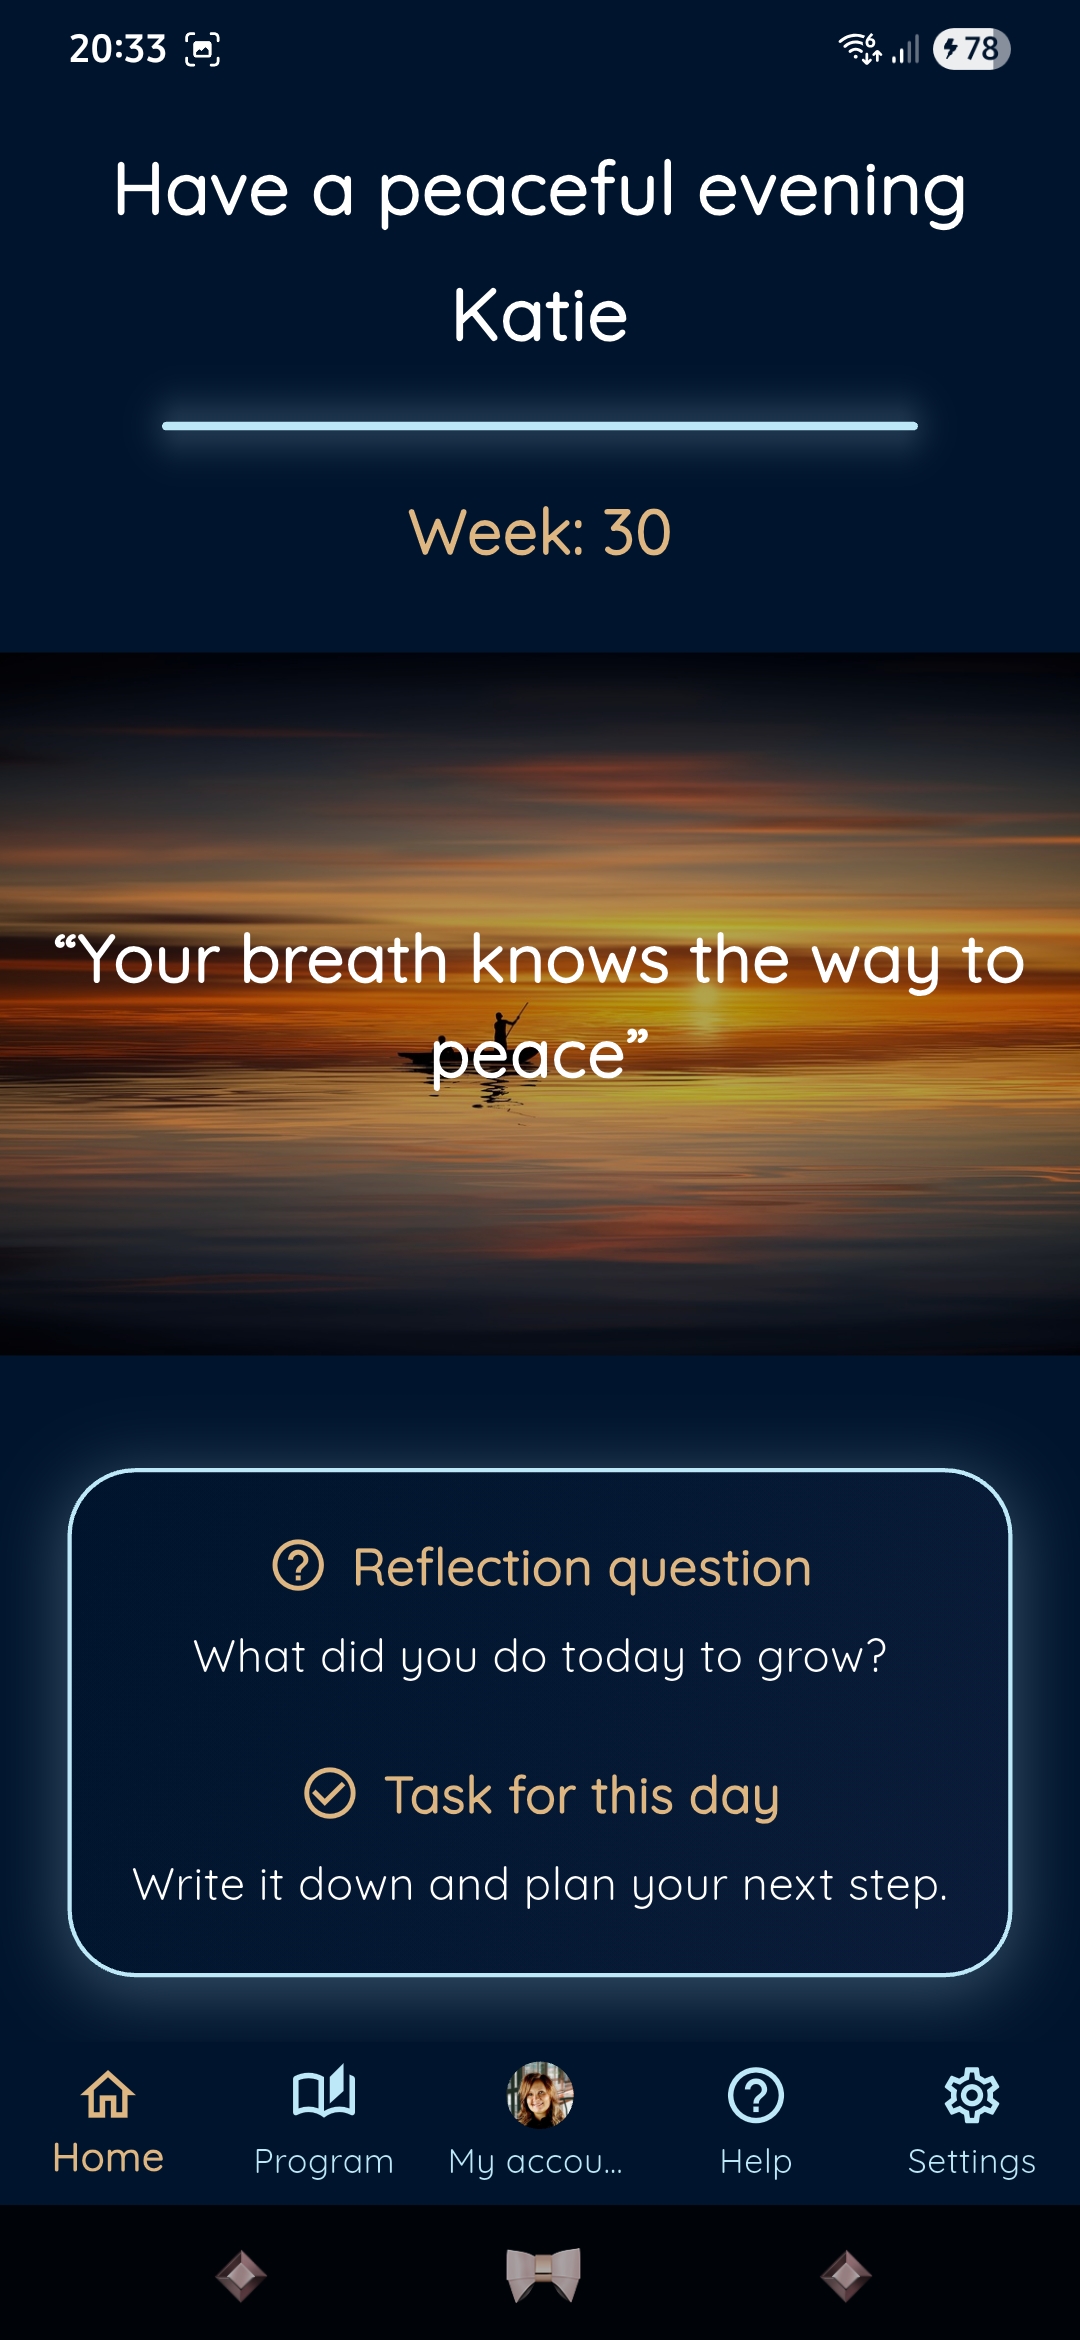 20:33
6
78
Have a peaceful evening
Katie
Week: 30
“Your breath knows the way to
peace”
Reflection question
What did you do today to grow?
Task for this day
Write it down and plan your next step.
Home
Program
My accou...
Help
Settings